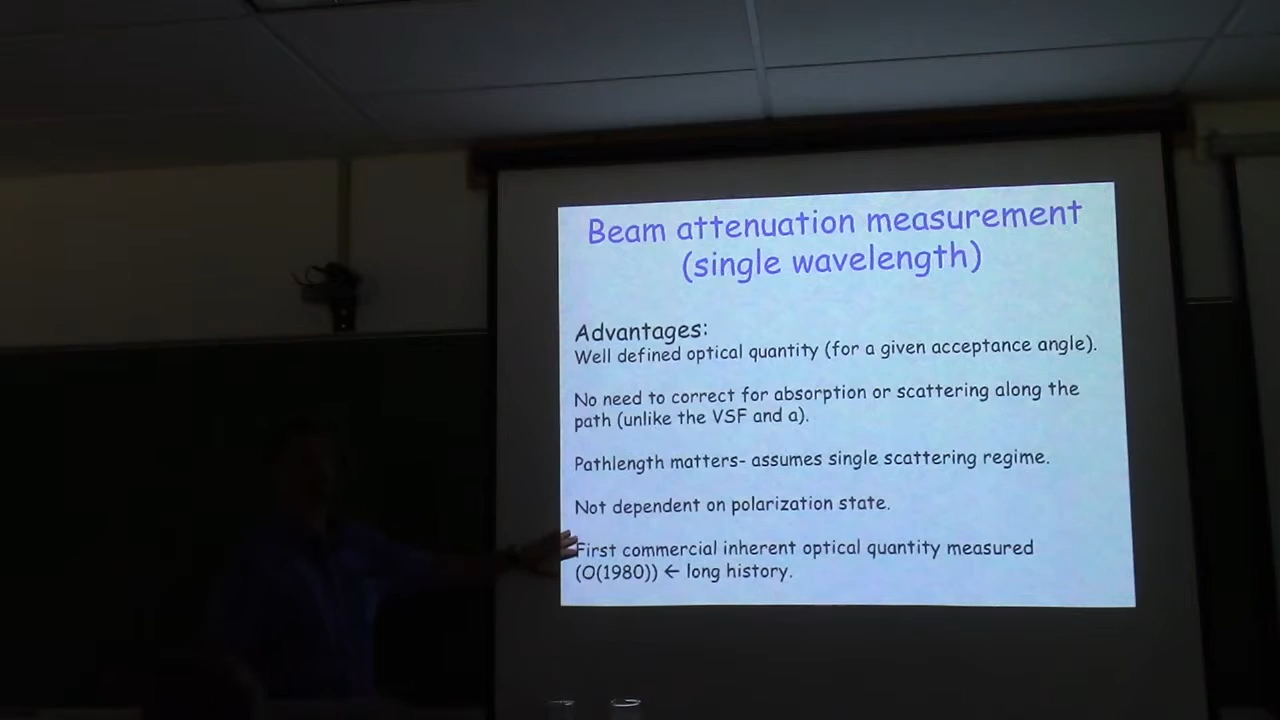 Beam attenuation measurement
(single wavelength)
Advantages:
Well defined optical quantity (for a given acceptance angle).
No need to correct for absorption or scattering along the
path (unlike the VSF and a).
Pathlength matters- assumes single scattering regime.
Not dependent on polarization state.
First commercial inherent optical quantity measured
(O(1980)) ← long history.